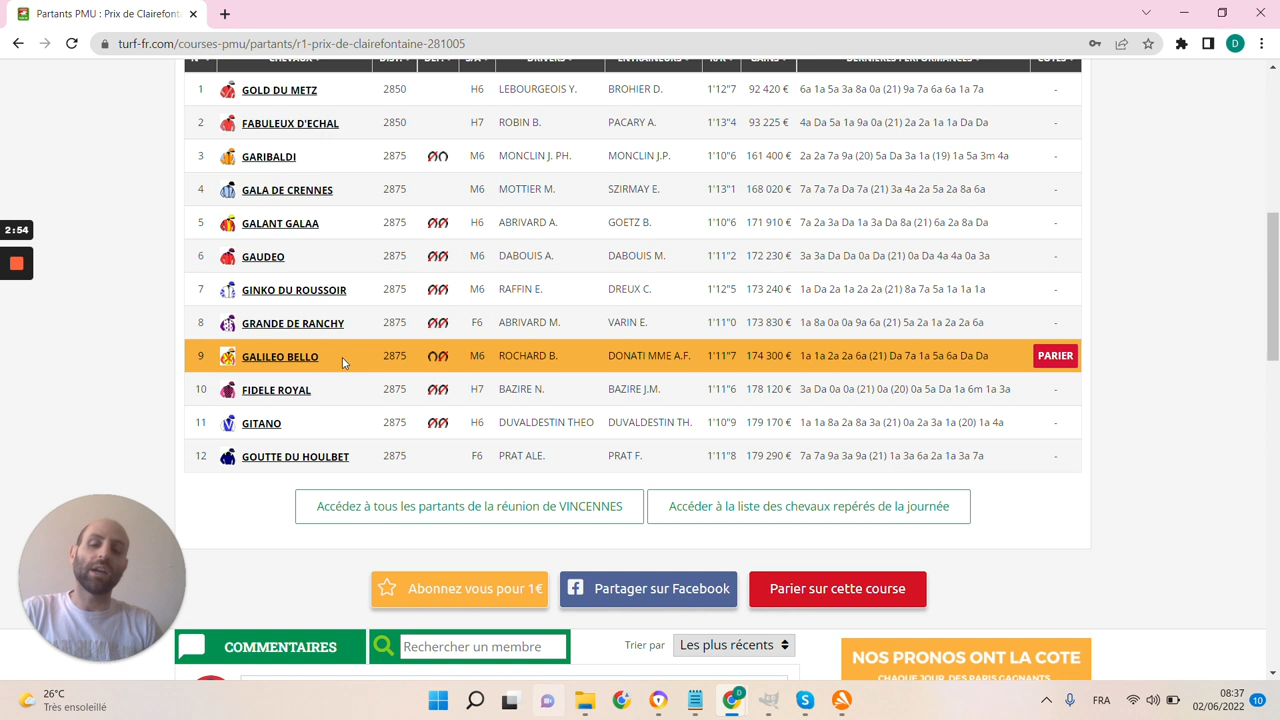 Partants PMU : Prix de Clairefont
turf-fr.com/courses-pmu/partants/r1-prix-de-clairefontaine-281005
D
N° CHEVAUX DIST. DEF. S/A DRIVERS ENTRAINEURS R/K GAINS DERNIÈRES PERFORMANCES COTES
1 GOLD DU METZ 2850 H6 LEBOURGEOIS Y. BROHIER D. 1'12"7 92 420 € 6a 1a 5a 3a 8a 0a (21) 9a 7a 6a 6a 1a 7a -
2 FABULEUX D'ECHAL 2850 H7 ROBIN B. PACARY A. 1'13"4 93 225 € 4a Da 5a 1a 9a 0a (21) 2a 2a 1a 1a Da Da -
3 GARIBALDI 2875 M6 MONCLIN J. PH. MONCLIN J.P. 1'10"6 161 400 € 2a 2a 7a 9a (20) 5a Da 3a 1a (19) 1a 5a 3m 4a -
4 GALA DE CRENNES 2875 M6 MOTTIER M. SZIRMAY E. 1'13"1 168 020 € 7a 7a 7a Da 7a (21) 3a 4a 2a 2a 2a 8a 6a -
5 GALANT GALAA 2875 H6 ABRIVARD A. GOETZ B. 1'10"6 171 910 € 7a 2a 3a Da 1a 3a Da 8a (21) 6a 2a 8a Da -
6 GAUDEO 2875 M6 DABOUIS A. DABOUIS M. 1'11"2 172 230 € 3a 3a Da Da 0a Da (21) 0a Da 4a 4a 0a 3a -
7 GINKO DU ROUSSOIR 2875 M6 RAFFIN E. DREUX C. 1'12"5 173 240 € 1a Da 2a 1a 2a 2a (21) 8a 7a 5a 1a 1a 1a -
8 GRANDE DE RANCHY 2875 F6 ABRIVARD M. VARIN E. 1'11"0 173 830 € 1a 8a 0a 0a 9a 6a (21) 5a 2a 1a 2a 2a 6a -
9 GALILEO BELLO 2875 M6 ROCHARD B. DONATI MME A.F. 1'11"7 174 300 € 1a 1a 2a 2a 6a (21) Da 7a 1a 5a 6a Da Da PARIER
10 FIDELE ROYAL 2875 H7 BAZIRE N. BAZIRE J.M. 1'11"6 178 120 € 3a Da 0a 0a (21) 0a (20) 0a 5a Da 1a 6m 1a 3a -
11 GITANO 2875 H6 DUVALDESTIN THEO DUVALDESTIN TH. 1'10"9 179 170 € 1a 1a 8a 2a 8a 3a (21) 0a 2a 3a 1a (20) 1a 4a -
12 GOUTTE DU HOULBET 2875 F6 PRAT ALE. PRAT F. 1'11"8 179 290 € 7a 7a 9a 3a 9a (21) 1a 3a 6a 2a 1a 3a 7a -
2:54
Accédez à tous les partants de la réunion de VINCENNES
Accéder à la liste des chevaux repérés de la journée
Abonnez vous pour 1€
Partager sur Facebook
Parier sur cette course
COMMENTAIRES
Rechercher un membre
Trier par
Les plus récents
NOS PRONOS ONT LA COTE
CHAQUE JOUR, DES PARIS GAGNANTS
26°C
Très ensoleillé
FRA
08:37
02/06/2022
10